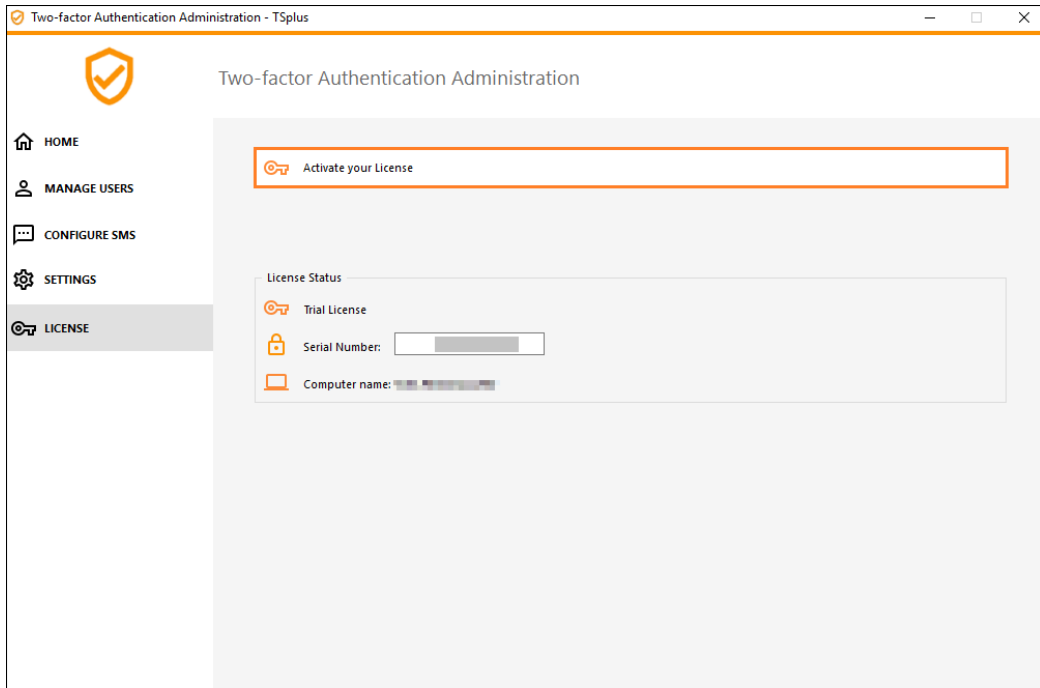 Two-factor Authentication Administration - TSplus
Two-factor Authentication Administration
HOME
MANAGE USERS
CONFIGURE SMS
SETTINGS
LICENSE
Activate your License
License Status
Trial License
Serial Number:
Computer name: